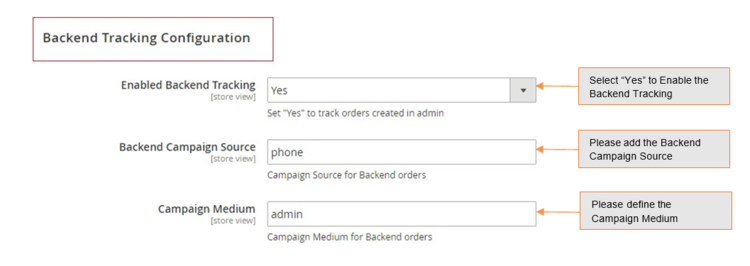 Backend Tracking Configuration
Enabled Backend Tracking
[store view]
Yes
Set "Yes" to track orders created in admin
Select “Yes” to Enable the
Backend Tracking
Backend Campaign Source
[store view]
phone
Campaign Source for Backend orders
Please add the Backend
Campaign Source
Campaign Medium
[store view]
admin
Campaign Medium for Backend orders
Please define the
Campaign Medium